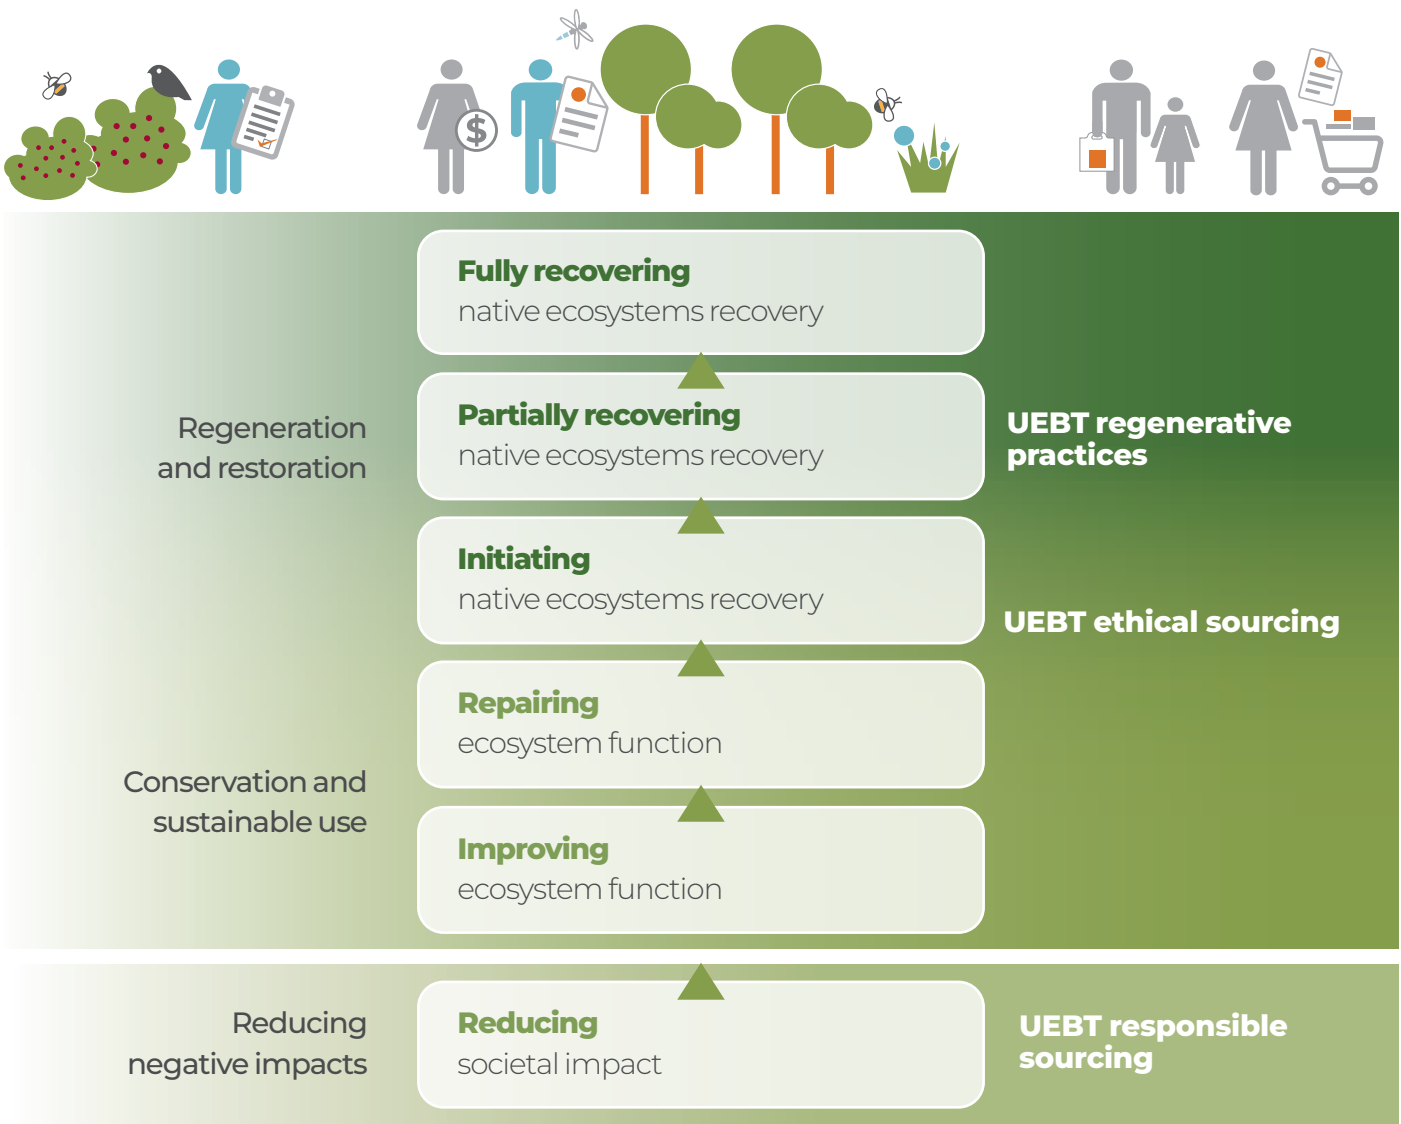 $
Fully recovering
native ecosystems recovery
Regeneration
and restoration
Partially recovering
native ecosystems recovery
UEBT regenerative
practices
Initiating
native ecosystems recovery
UEBT ethical sourcing
Repairing
ecosystem function
Conservation and
sustainable use
Improving
ecosystem function
Reducing
negative impacts
Reducing
societal impact
UEBT responsible
sourcing